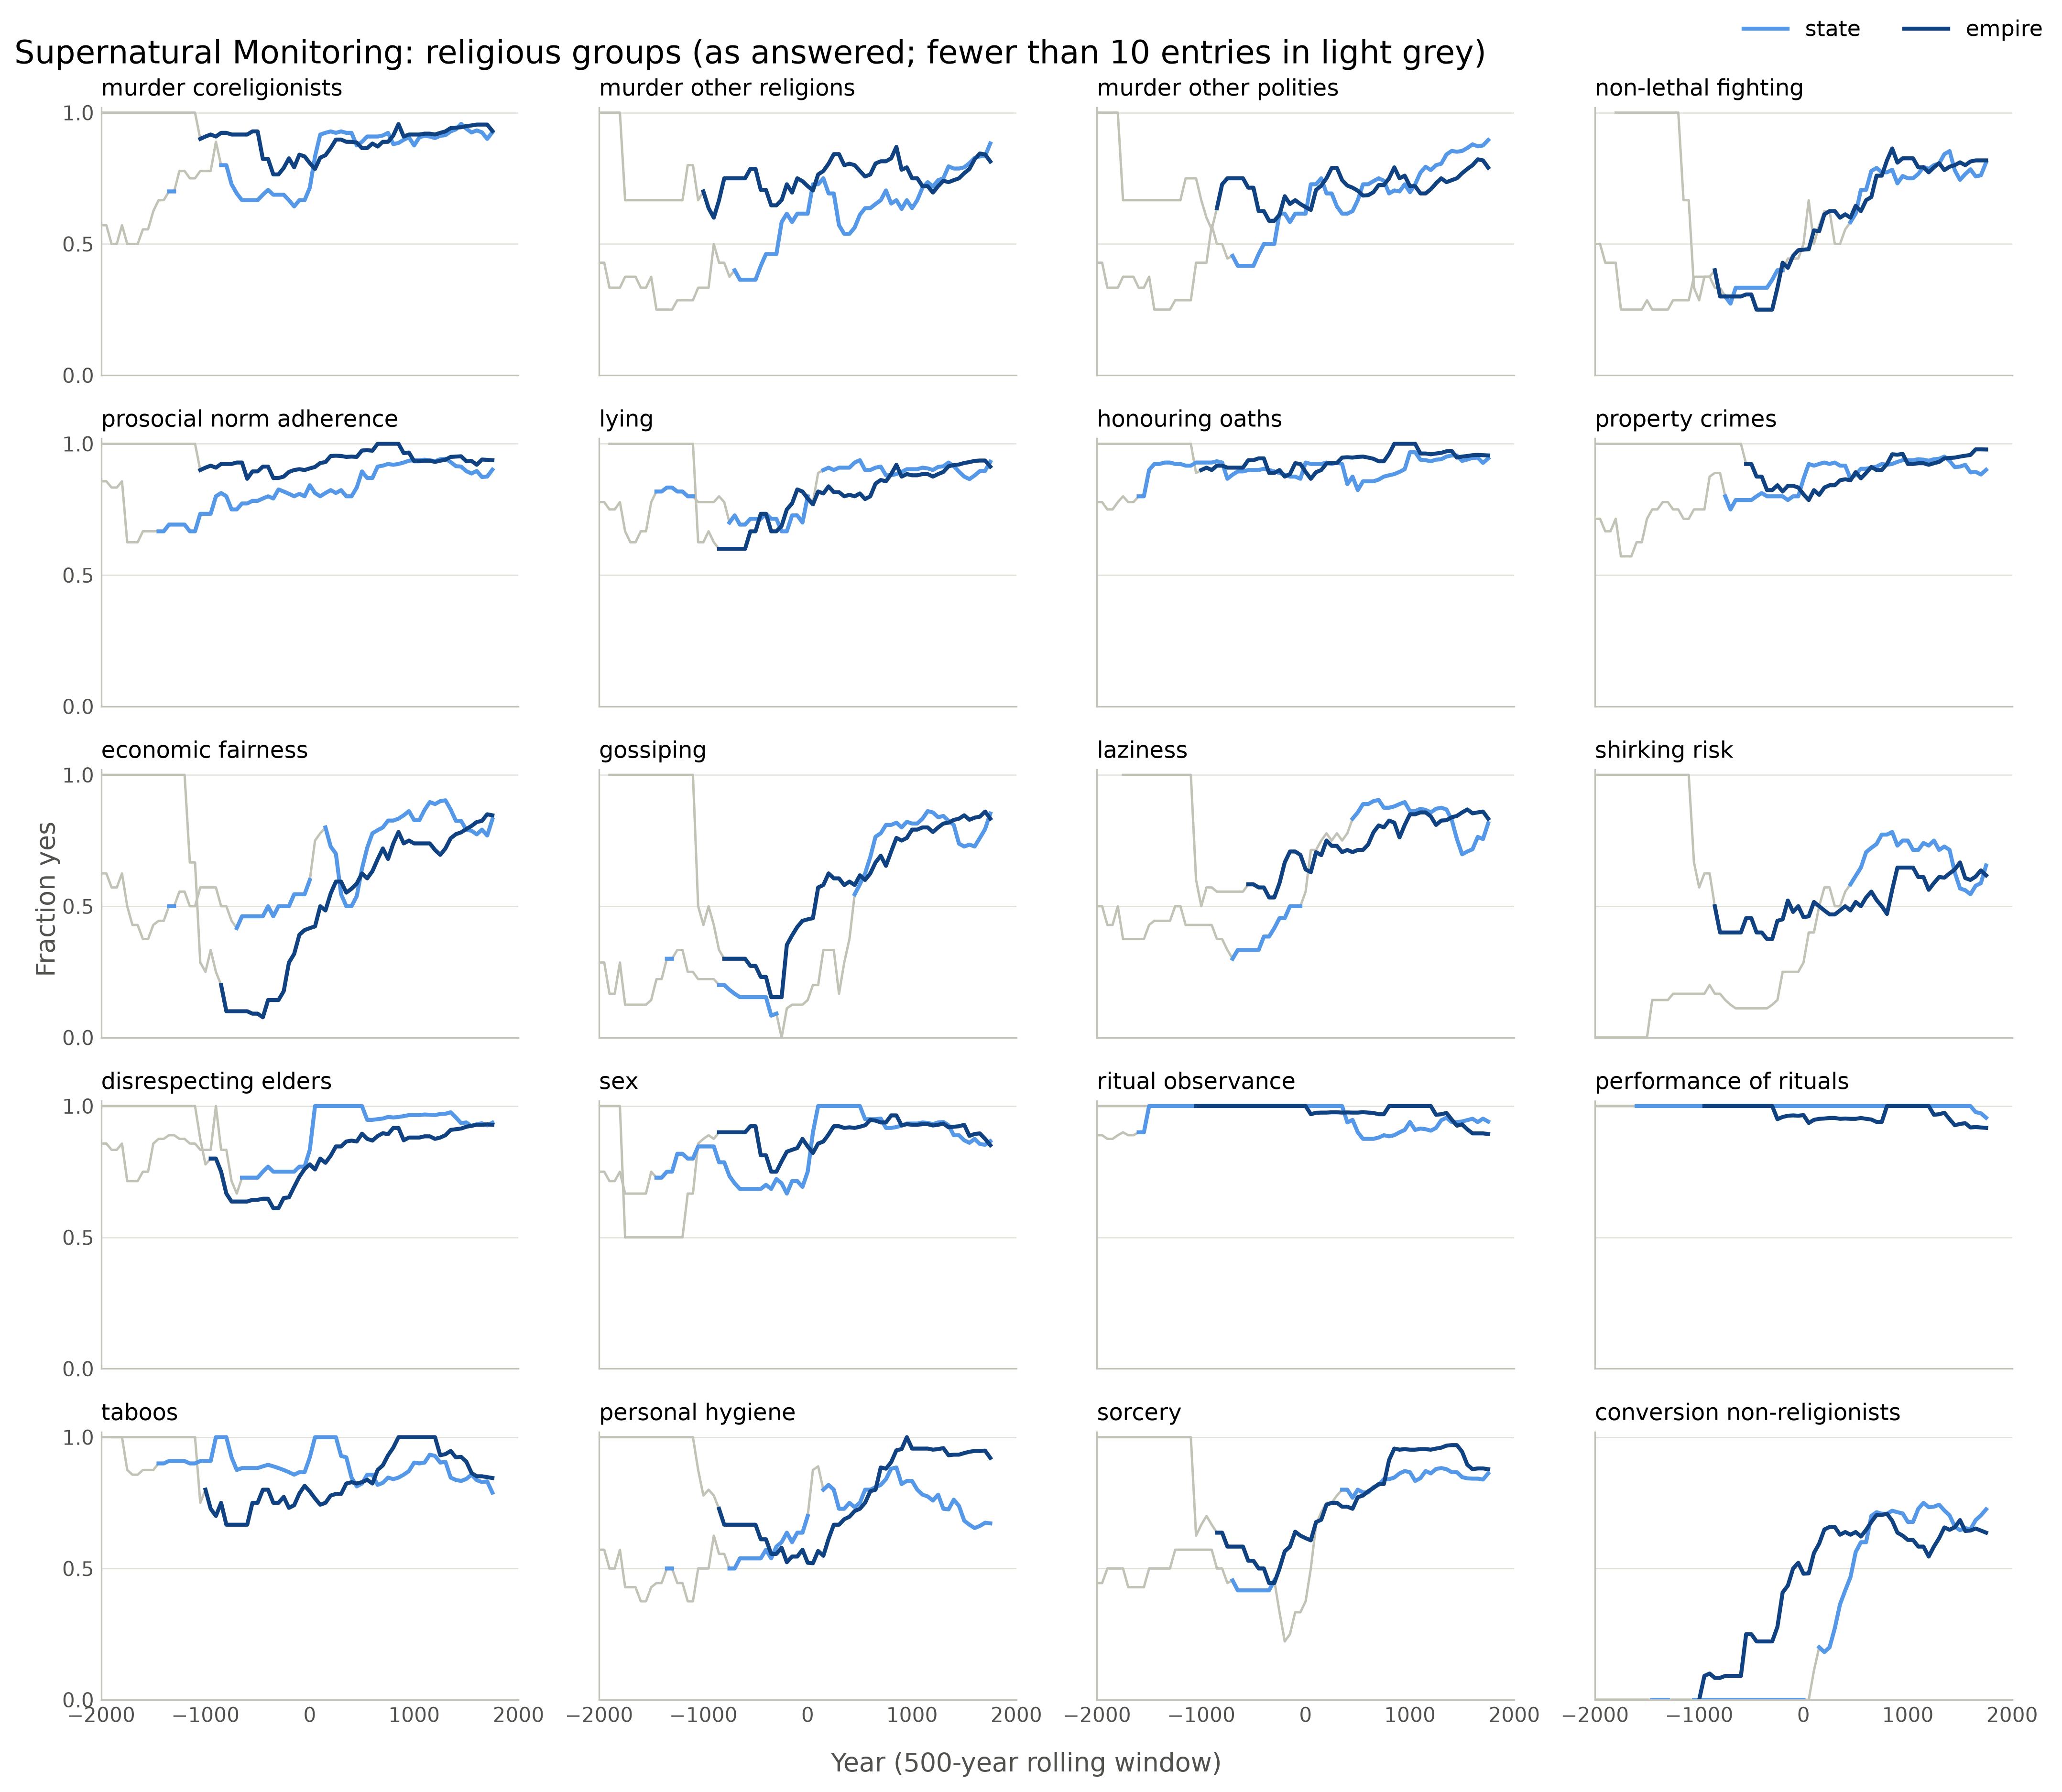 state empire
Supernatural Monitoring: religious groups (as answered; fewer than 10 entries in light grey)
murder coreligionists murder other religions murder other polities non-lethal fighting
1.0
0.5
0.0
prosocial norm adherence lying honouring oaths property crimes
1.0
0.5
0.0
economic fairness gossiping laziness shirking risk
1.0
0.5
0.0
Fraction yes
disrespecting elders sex ritual observance performance of rituals
1.0
0.5
0.0
taboos personal hygiene sorcery conversion non-religionists
1.0
0.5
0.0
−2000 −1000 0 1000 2000 −2000 −1000 0 1000 2000 −2000 −1000 0 1000 2000 −2000 −1000 0 1000 2000
Year (500-year rolling window)